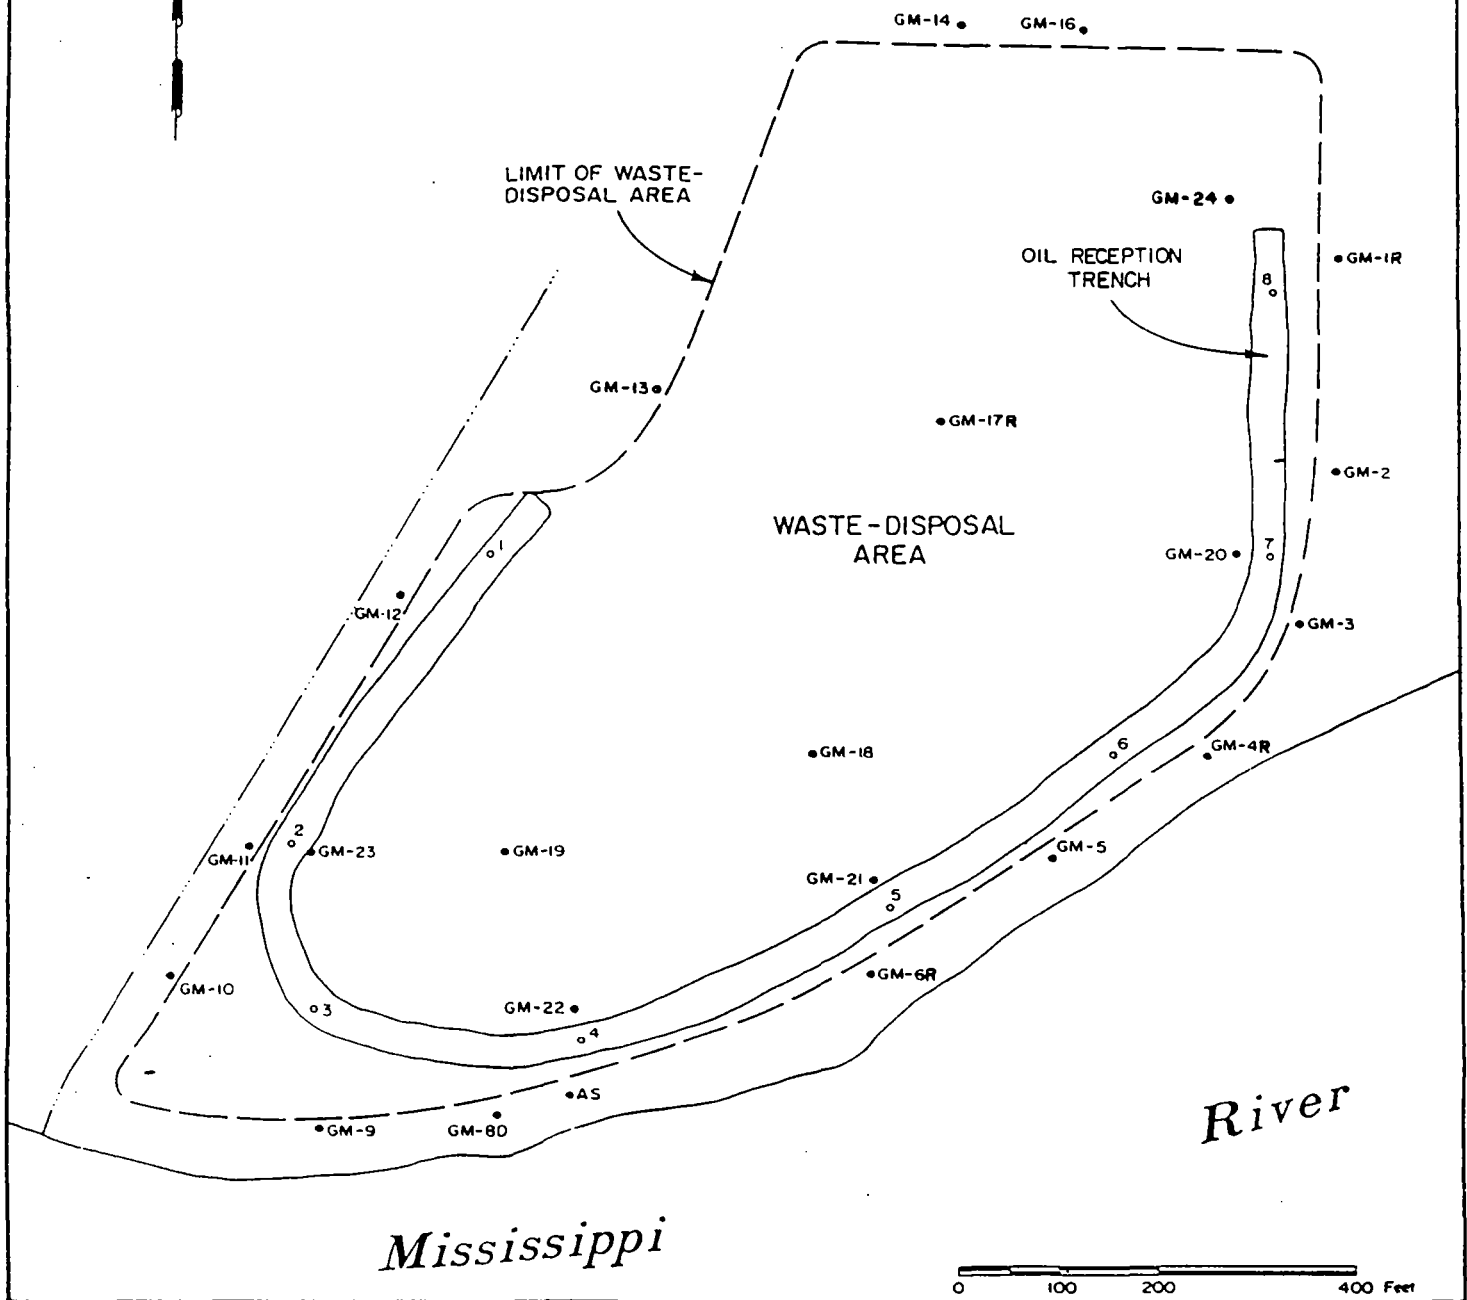 GM-14
GM-16
LIMIT OF WASTE-
DISPOSAL AREA
GM-24
OIL RECEPTION
TRENCH
GM-1R
8
GM-13
GM-17R
GM-2
WASTE-DISPOSAL
AREA
1
GM-20
7
GM-12
GM-3
6
GM-4R
GM-18
2
GM-11
GM-23
GM-19
GM-5
GM-21
5
GM-10
GM-6R
3
GM-22
4
AS
GM-9
GM-8D
River
Mississippi
0 100 200 400 Feet